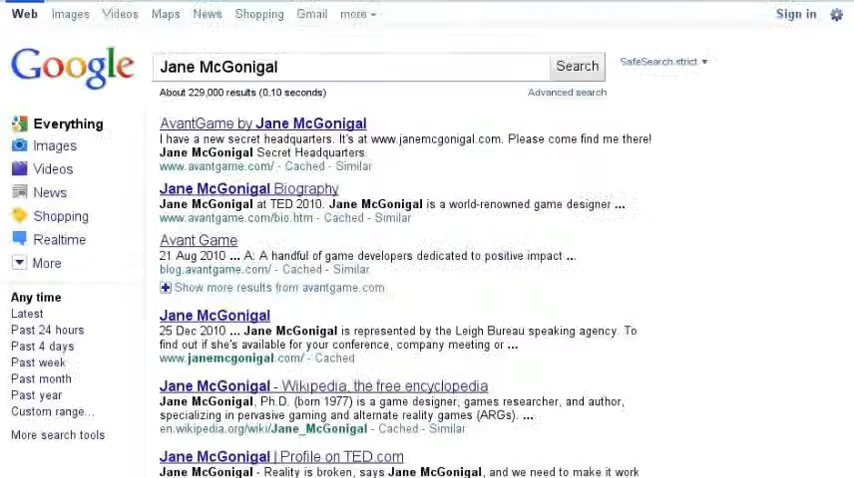 Web Images Videos Maps News Shopping Gmail more Sign in
Google Jane McGonigal Search SafeSearch strict
About 229,000 results (0.10 seconds) Advanced search
Everything
Images
Videos
News
Shopping
Realtime
More
Any time
Latest
Past 24 hours
Past 4 days
Past week
Past month
Past year
Custom range...
More search tools
AvantGame by Jane McGonigal
I have a new secret headquarters. It's at www.janemcgonigal.com. Please come find me there!
Jane McGonigal Secret Headquarters.
www.avantgame.com/ - Cached - Similar
Jane McGonigal Biography
Jane McGonigal at TED 2010. Jane McGonigal is a world-renowned game designer ...
www.avantgame.com/bio.htm - Cached - Similar
Avant Game
21 Aug 2010 ... A: A handful of game developers dedicated to positive impact ...
blog.avantgame.com/ - Cached - Similar
Show more results from avantgame.com
Jane McGonigal
25 Dec 2010 ... Jane McGonigal is represented by the Leigh Bureau speaking agency. To
find out if she's available for your conference, company meeting or ...
www.janemcgonigal.com/ - Cached
Jane McGonigal - Wikipedia, the free encyclopedia
Jane McGonigal, Ph.D. (born 1977) is a game designer, games researcher, and author,
specializing in pervasive gaming and alternate reality games (ARGs). ...
en.wikipedia.org/wiki/Jane_McGonigal - Cached - Similar
Jane McGonigal | Profile on TED.com
Jane McGonigal - Reality is broken, says Jane McGonigal, and we need to make it work